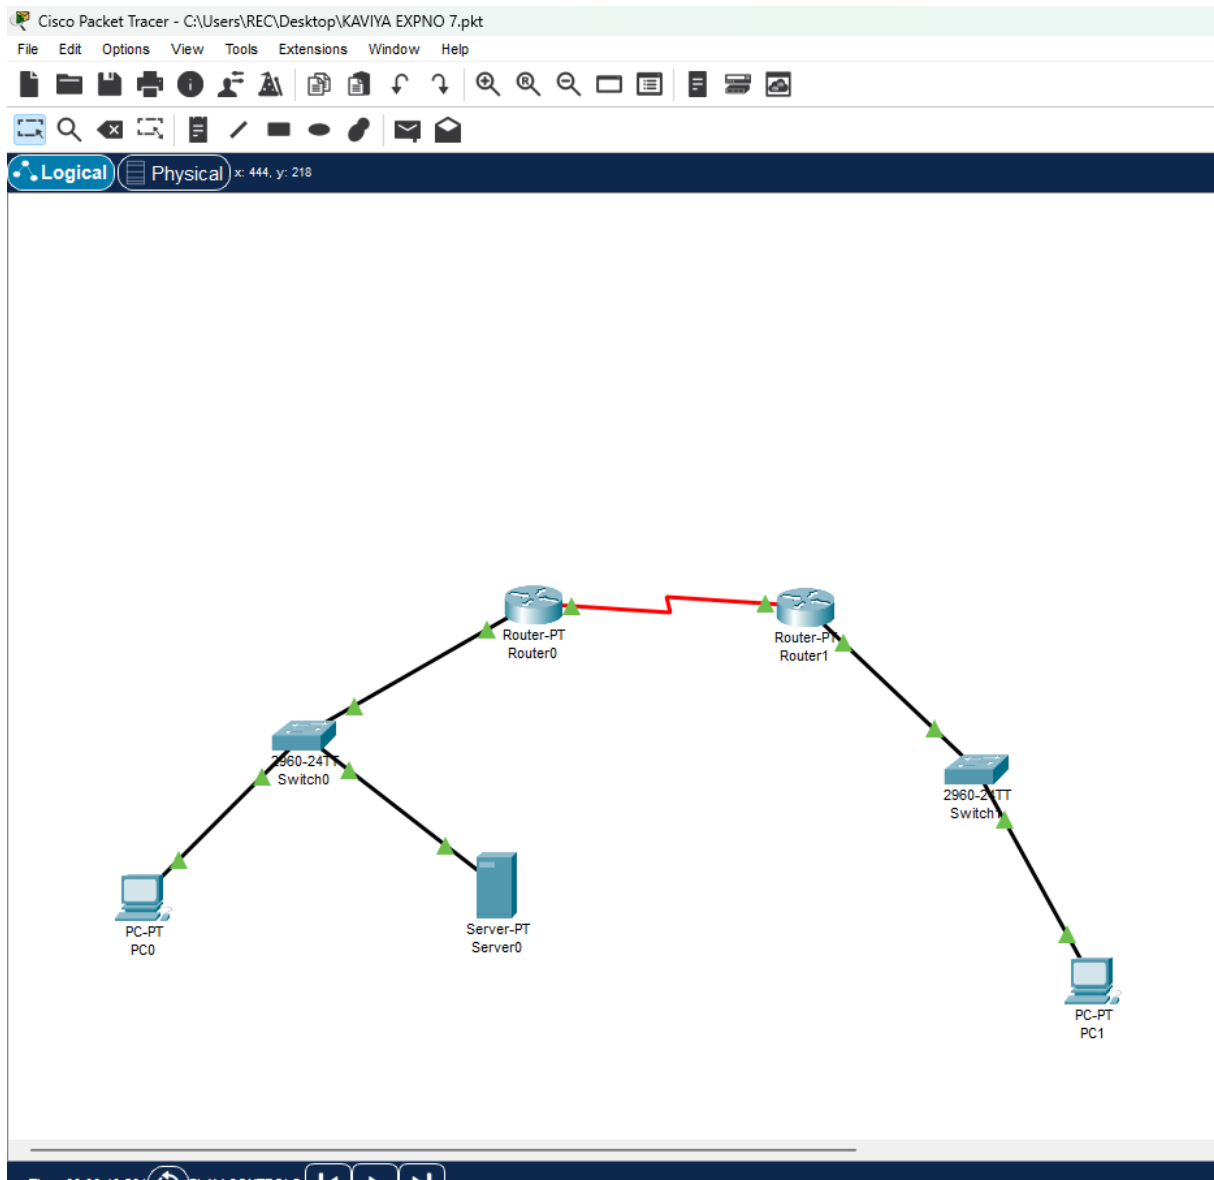 Cisco Packet Tracer - C:\Users\REC\Desktop\KAVIYA EXPNO 7.pkt
File Edit Options View Tools Extensions Window Help
Logical Physical x: 444, y: 218
Router-PT
Router0
Router-PT
Router1
2960-24TT
Switch0
2960-24TT
Switch1
PC-PT
PC0
Server-PT
Server0
PC-PT
PC1